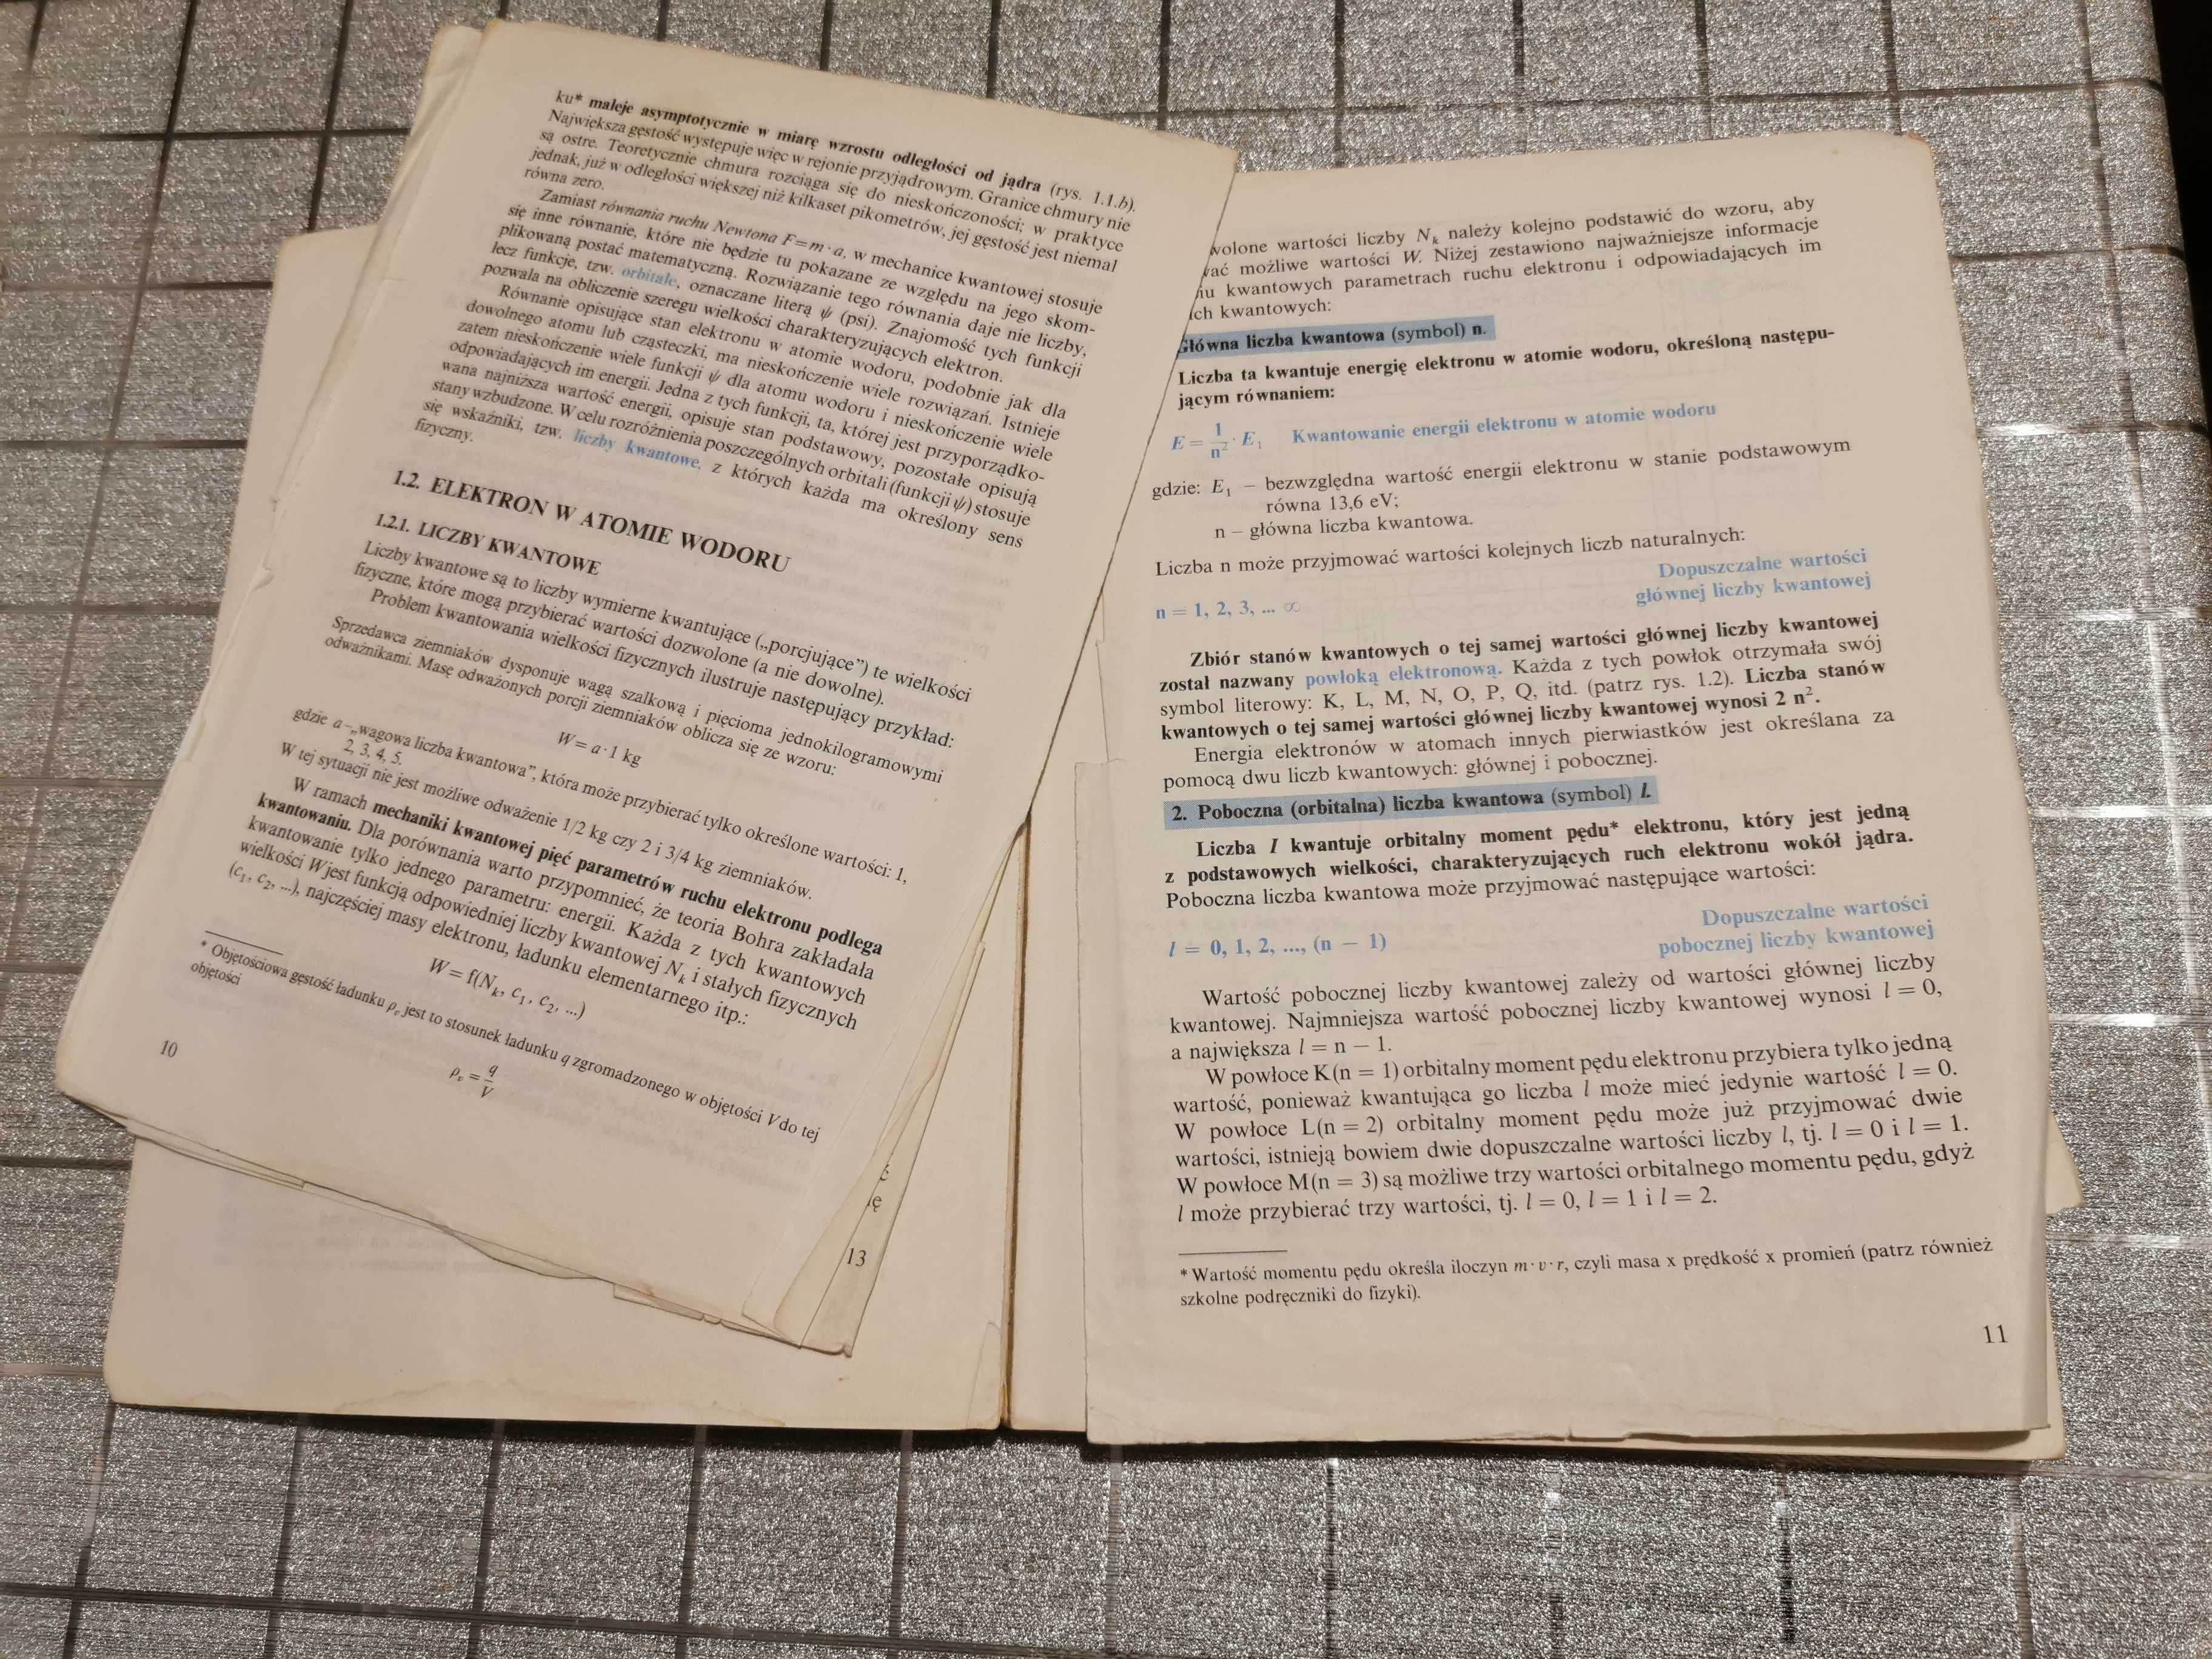 ku* maleje asymptotycznie w miarę wzrostu odległości od jądra (rys. 1.1.b).
Największa gęstość występuje więc w rejonie przyjądrowym. Granice chmury nie
są ostre. Teoretycznie chmura rozciąga się do nieskończoności; w praktyce
jednak, już w odległości większej niż kilkaset pikometrów, jej gęstość jest niemal
równa zero.
Zamiast równania ruchu Newtona F = m · a, w mechanice kwantowej stosuje
się inne równanie, które nie będzie tu pokazane ze względu na jego skom-
plikowaną postać matematyczną. Rozwiązanie tego równania daje nie liczby,
lecz funkcje, tzw. orbitale, oznaczane literą ψ (psi). Znajomość tych funkcji
pozwala na obliczenie szeregu wielkości charakteryzujących elektron.
Równanie opisujące stan elektronu w atomie wodoru, podobnie jak dla
dowolnego atomu lub cząsteczki, ma nieskończenie wiele rozwiązań. Istnieje
zatem nieskończenie wiele funkcji ψ dla atomu wodoru i nieskończenie wiele
odpowiadających im energii. Jedna z tych funkcji, ta, której jest przyporządko-
wana najniższa wartość energii, opisuje stan podstawowy, pozostałe opisują
stany wzbudzone. W celu rozróżnienia poszczególnych orbitali (funkcji ψ) stosuje
się wskaźniki, tzw. liczby kwantowe, z których każda ma określony sens
fizyczny.
1.2. ELEKTRON W ATOMIE WODORU
1.2.1. LICZBY KWANTOWE
Liczby kwantowe są to liczby wymierne kwantujące („porcjujące”) te wielkości
fizyczne, które mogą przybierać wartości dozwolone (a nie dowolne).
Problem kwantowania wielkości fizycznych ilustruje następujący przykład:
Sprzedawca ziemniaków dysponuje wagą szalkową i pięcioma jednokilogramowymi
odważnikami. Masę odważonych porcji ziemniaków oblicza się ze wzoru:
W = a · 1 kg
gdzie a – „wagowa liczba kwantowa”, która może przybierać tylko określone wartości: 1,
2, 3, 4, 5.
W tej sytuacji nie jest możliwe odważenie 1/2 kg czy 2 i 3/4 kg ziemniaków.
W ramach mechaniki kwantowej pięć parametrów ruchu elektronu podlega
kwantowaniu. Dla porównania warto przypomnieć, że teoria Bohra zakładała
kwantowanie tylko jednego parametru: energii. Każda z tych kwantowych
wielkości W jest funkcją odpowiedniej liczby kwantowej Nₖ i stałych fizycznych
(c₁, c₂, ...), najczęściej masy elektronu, ładunku elementarnego itp.:
W = f(Nₖ, c₁, c₂, ...)
* Objętościowa gęstość ładunku ρᵥ jest to stosunek ładunku q zgromadzonego w objętości V do tej
objętości
ρᵥ = q/V
10
ć
ię
13
wolone wartości liczby Nₖ należy kolejno podstawić do wzoru, aby
ać możliwe wartości W. Niżej zestawiono najważniejsze informacje
iu kwantowych parametrach ruchu elektronu i odpowiadających im
ich kwantowych:
Główna liczba kwantowa (symbol) n.
Liczba ta kwantuje energię elektronu w atomie wodoru, określoną następu-
jącym równaniem:
E = 1/n² · E₁ Kwantowanie energii elektronu w atomie wodoru
gdzie: E₁ – bezwzględna wartość energii elektronu w stanie podstawowym
równa 13,6 eV;
n – główna liczba kwantowa.
Liczba n może przyjmować wartości kolejnych liczb naturalnych:
Dopuszczalne wartości
n = 1, 2, 3, ... ∞ głównej liczby kwantowej
Zbiór stanów kwantowych o tej samej wartości głównej liczby kwantowej
został nazwany powłoką elektronową. Każda z tych powłok otrzymała swój
symbol literowy: K, L, M, N, O, P, Q, itd. (patrz rys. 1.2). Liczba stanów
kwantowych o tej samej wartości głównej liczby kwantowej wynosi 2 n².
Energia elektronów w atomach innych pierwiastków jest określana za
pomocą dwu liczb kwantowych: głównej i pobocznej.
2. Poboczna (orbitalna) liczba kwantowa (symbol) l.
Liczba l kwantuje orbitalny moment pędu* elektronu, który jest jedną
z podstawowych wielkości, charakteryzujących ruch elektronu wokół jądra.
Poboczna liczba kwantowa może przyjmować następujące wartości:
Dopuszczalne wartości
l = 0, 1, 2, ..., (n – 1) pobocznej liczby kwantowej
Wartość pobocznej liczby kwantowej zależy od wartości głównej liczby
kwantowej. Najmniejsza wartość pobocznej liczby kwantowej wynosi l = 0,
a największa l = n – 1.
W powłoce K (n = 1) orbitalny moment pędu elektronu przybiera tylko jedną
wartość, ponieważ kwantująca go liczba l może mieć jedynie wartość l = 0.
W powłoce L (n = 2) orbitalny moment pędu może już przyjmować dwie
wartości, istnieją bowiem dwie dopuszczalne wartości liczby l, tj. l = 0 i l = 1.
W powłoce M (n = 3) są możliwe trzy wartości orbitalnego momentu pędu, gdyż
l może przybierać trzy wartości, tj. l = 0, l = 1 i l = 2.
* Wartość momentu pędu określa iloczyn m · v · r, czyli masa x prędkość x promień (patrz również
szkolne podręczniki do fizyki).
11